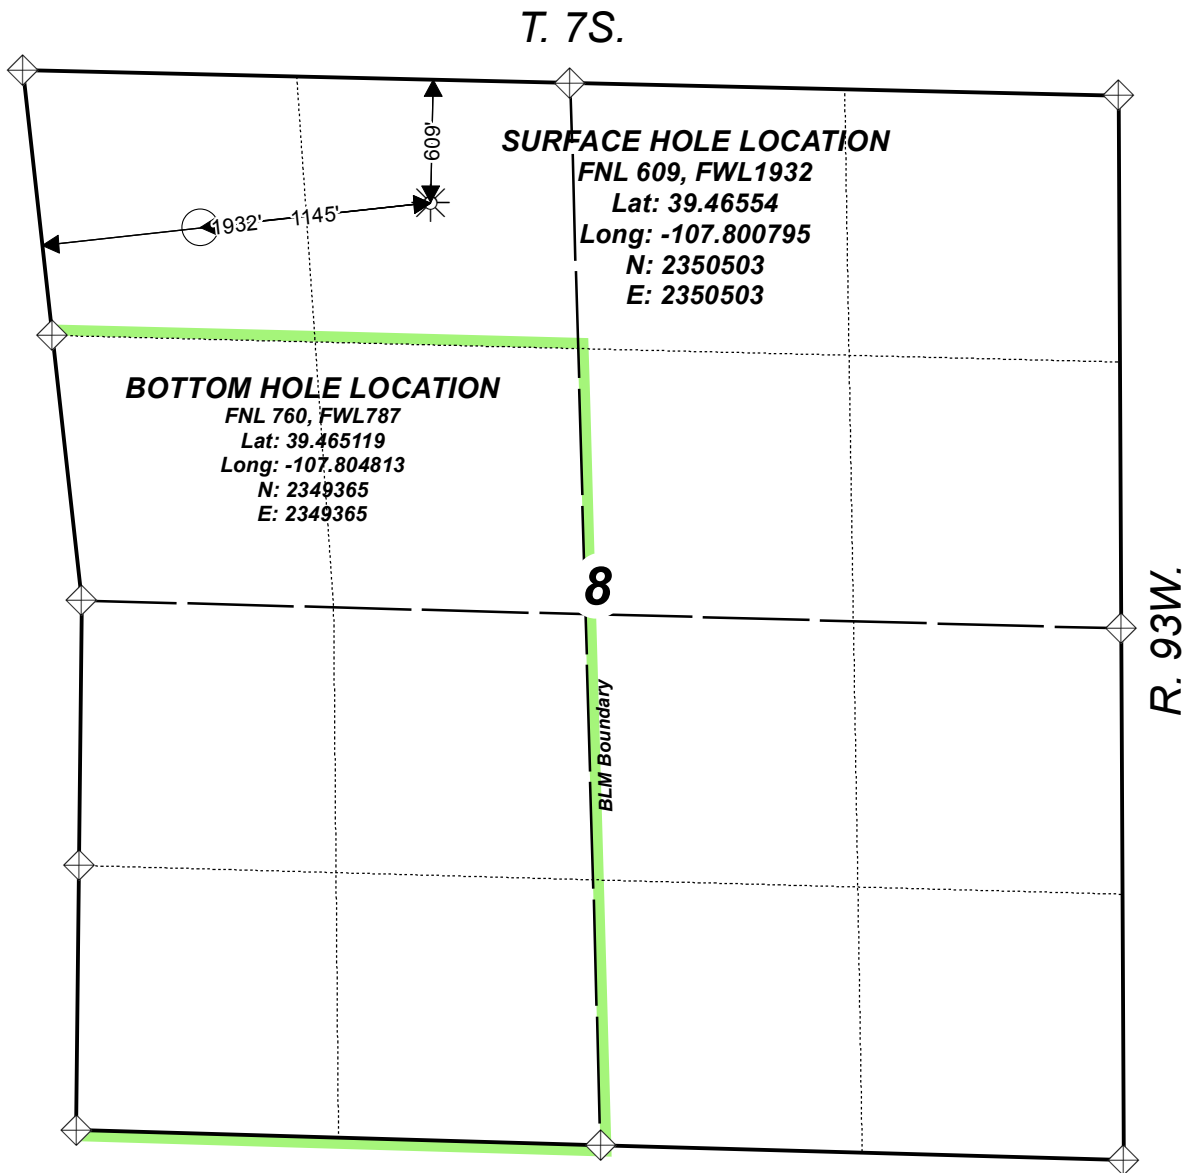 T. 7S.
609'
SURFACE HOLE LOCATION
FNL 609, FWL1932
Lat: 39.46554
Long: -107.800795
N: 2350503
E: 2350503
1932'
1145'
BOTTOM HOLE LOCATION
FNL 760, FWL787
Lat: 39.465119
Long: -107.804813
N: 2349365
E: 2349365
8
R. 93W.
BLM Boundary